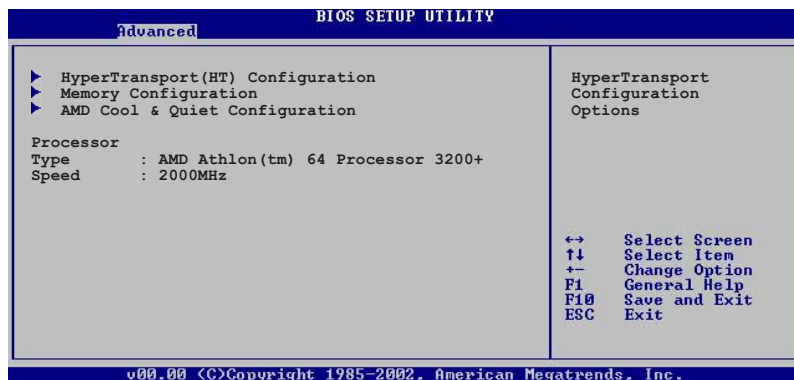 BIOS SETUP UTILITY
Advanced
HyperTransport(HT) Configuration
Memory Configuration
AMD Cool & Quiet Configuration
Processor
Type : AMD Athlon(tm) 64 Processor 3200+
Speed : 2000MHz
HyperTransport
Configuration
Options
←→ Select Screen
↑↓ Select Item
+- Change Option
F1 General Help
F10 Save and Exit
ESC Exit
v00.00 (C)Copyright 1985-2002, American Megatrends, Inc.